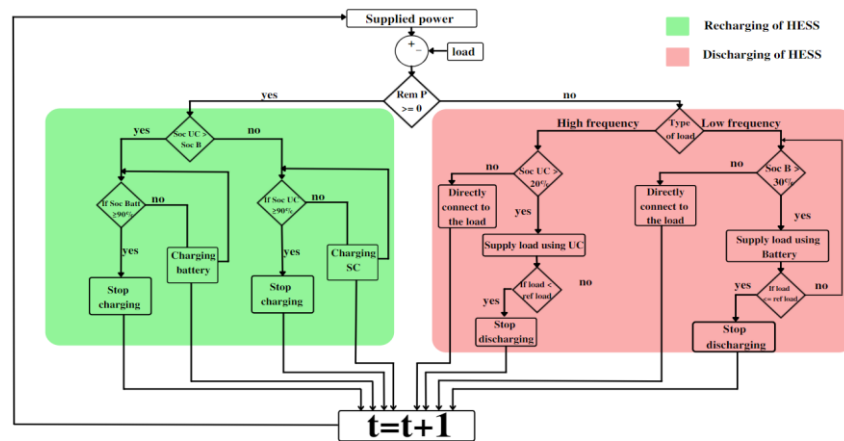 Supplied power
+
−
load
Rem P
>= 0
yes
no
Recharging of HESS
Discharging of HESS
Soc UC >
Soc B
yes
no
If Soc Batt
≥90%
no
yes
Charging
battery
Stop
charging
If Soc UC
≥90%
no
yes
Charging
SC
Stop
charging
Type
of load
High frequency
Low frequency
Soc UC >
20%
no
yes
Directly
connect to
the load
Supply load using UC
If load <
ref load
no
yes
Stop
discharging
Soc B >
30%
no
yes
Directly
connect to
the load
Supply load using
Battery
If load
<= ref load
no
yes
Stop
discharging
t=t+1